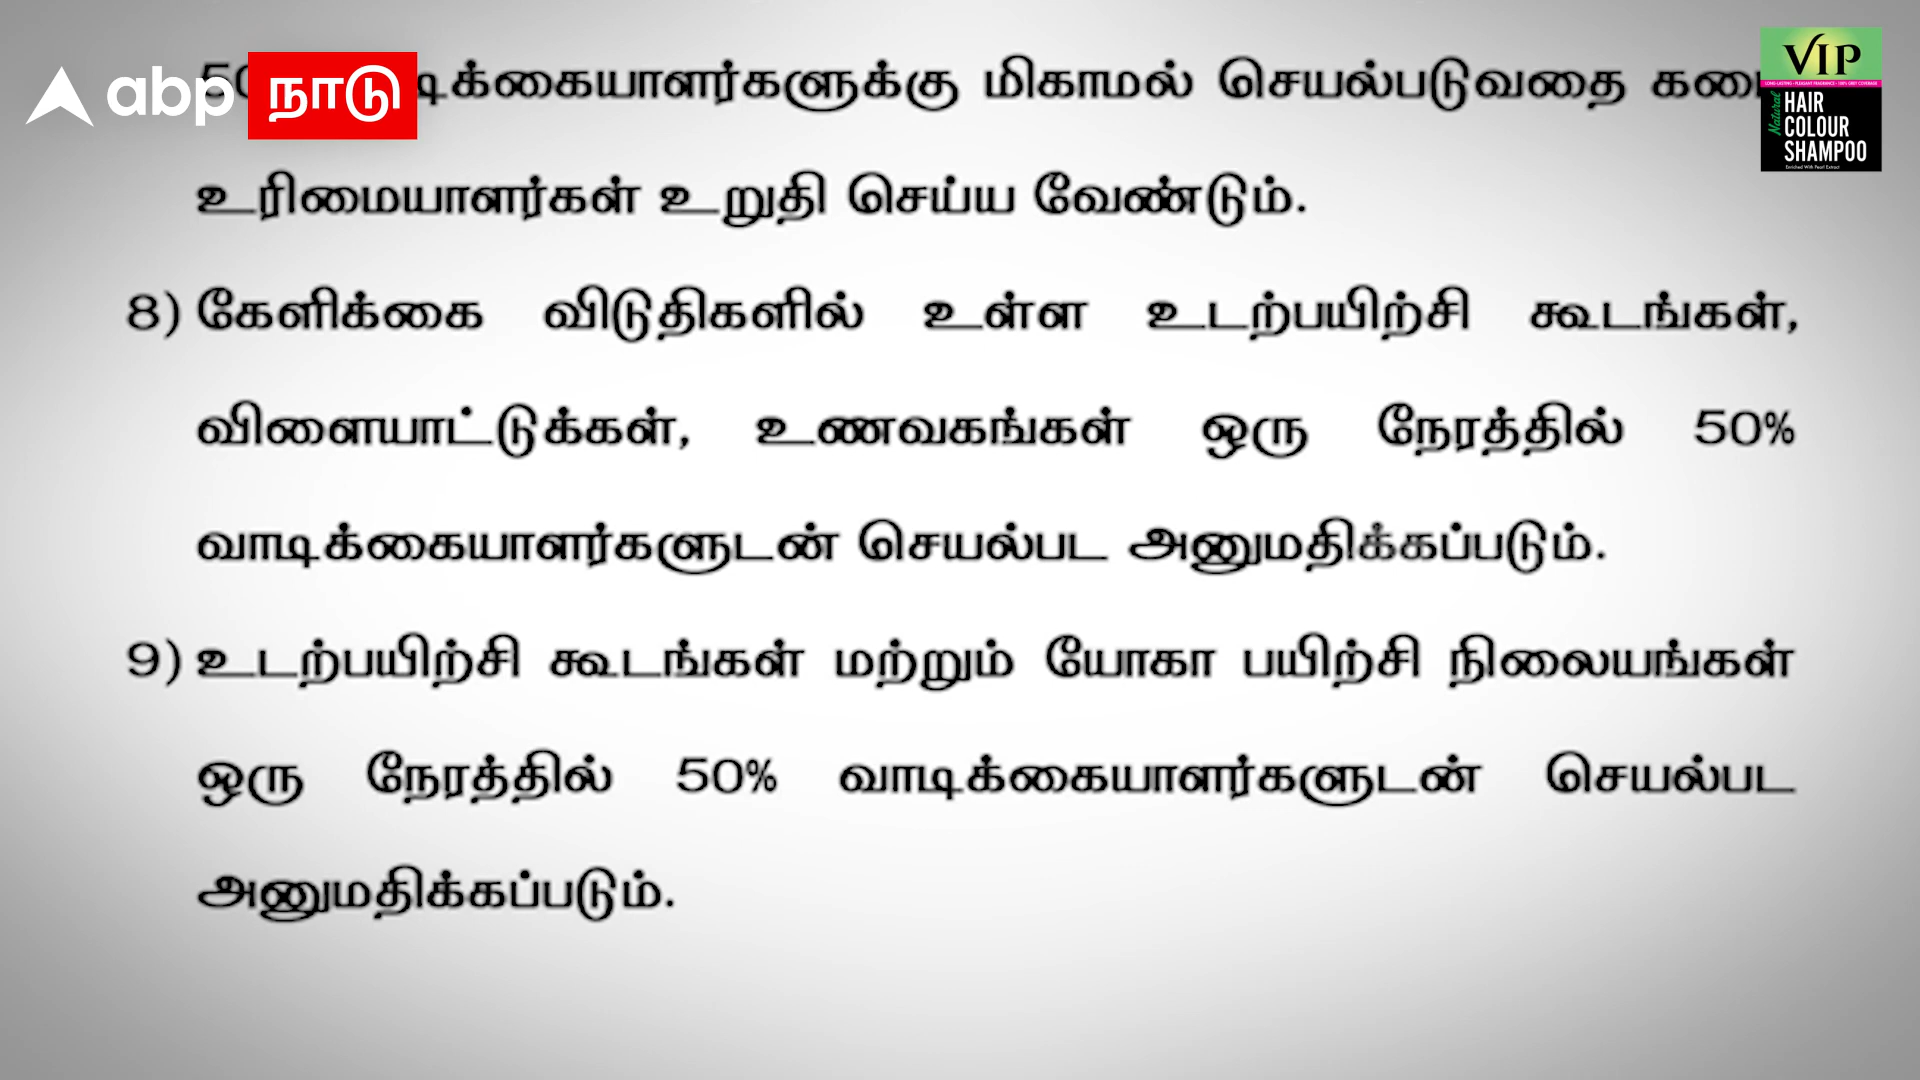 abp நாடு
டிக்கையாளர்களுக்கு மிகாமல் செயல்படுவதை
உரிமையாளர்கள் உறுதி செய்ய வேண்டும்.
8) கேளிக்கை விடுதிகளில் உள்ள உடற்பயிற்சி கூடங்கள்,
விளையாட்டுக்கள், உணவகங்கள் ஒரு நேரத்தில் 50%
வாடிக்கையாளர்களுடன் செயல்பட அனுமதிக்கப்படும்.
9) உடற்பயிற்சி கூடங்கள் மற்றும் யோகா பயிற்சி நிலையங்கள்
ஒரு நேரத்தில் 50% வாடிக்கையாளர்களுடன் செயல்பட
அனுமதிக்கப்படும்.
VIP
Natural
HAIR
COLOUR
SHAMPOO